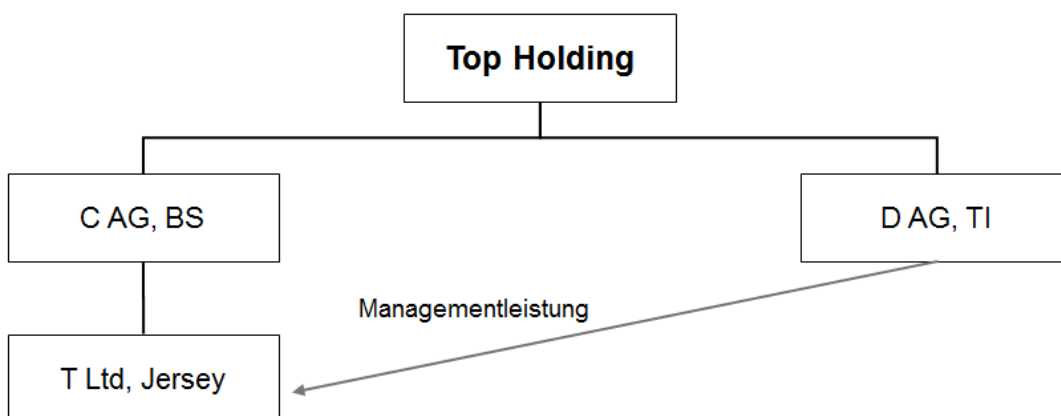 Top Holding
C AG, BS
D AG, TI
Managementleistung
T Ltd, Jersey